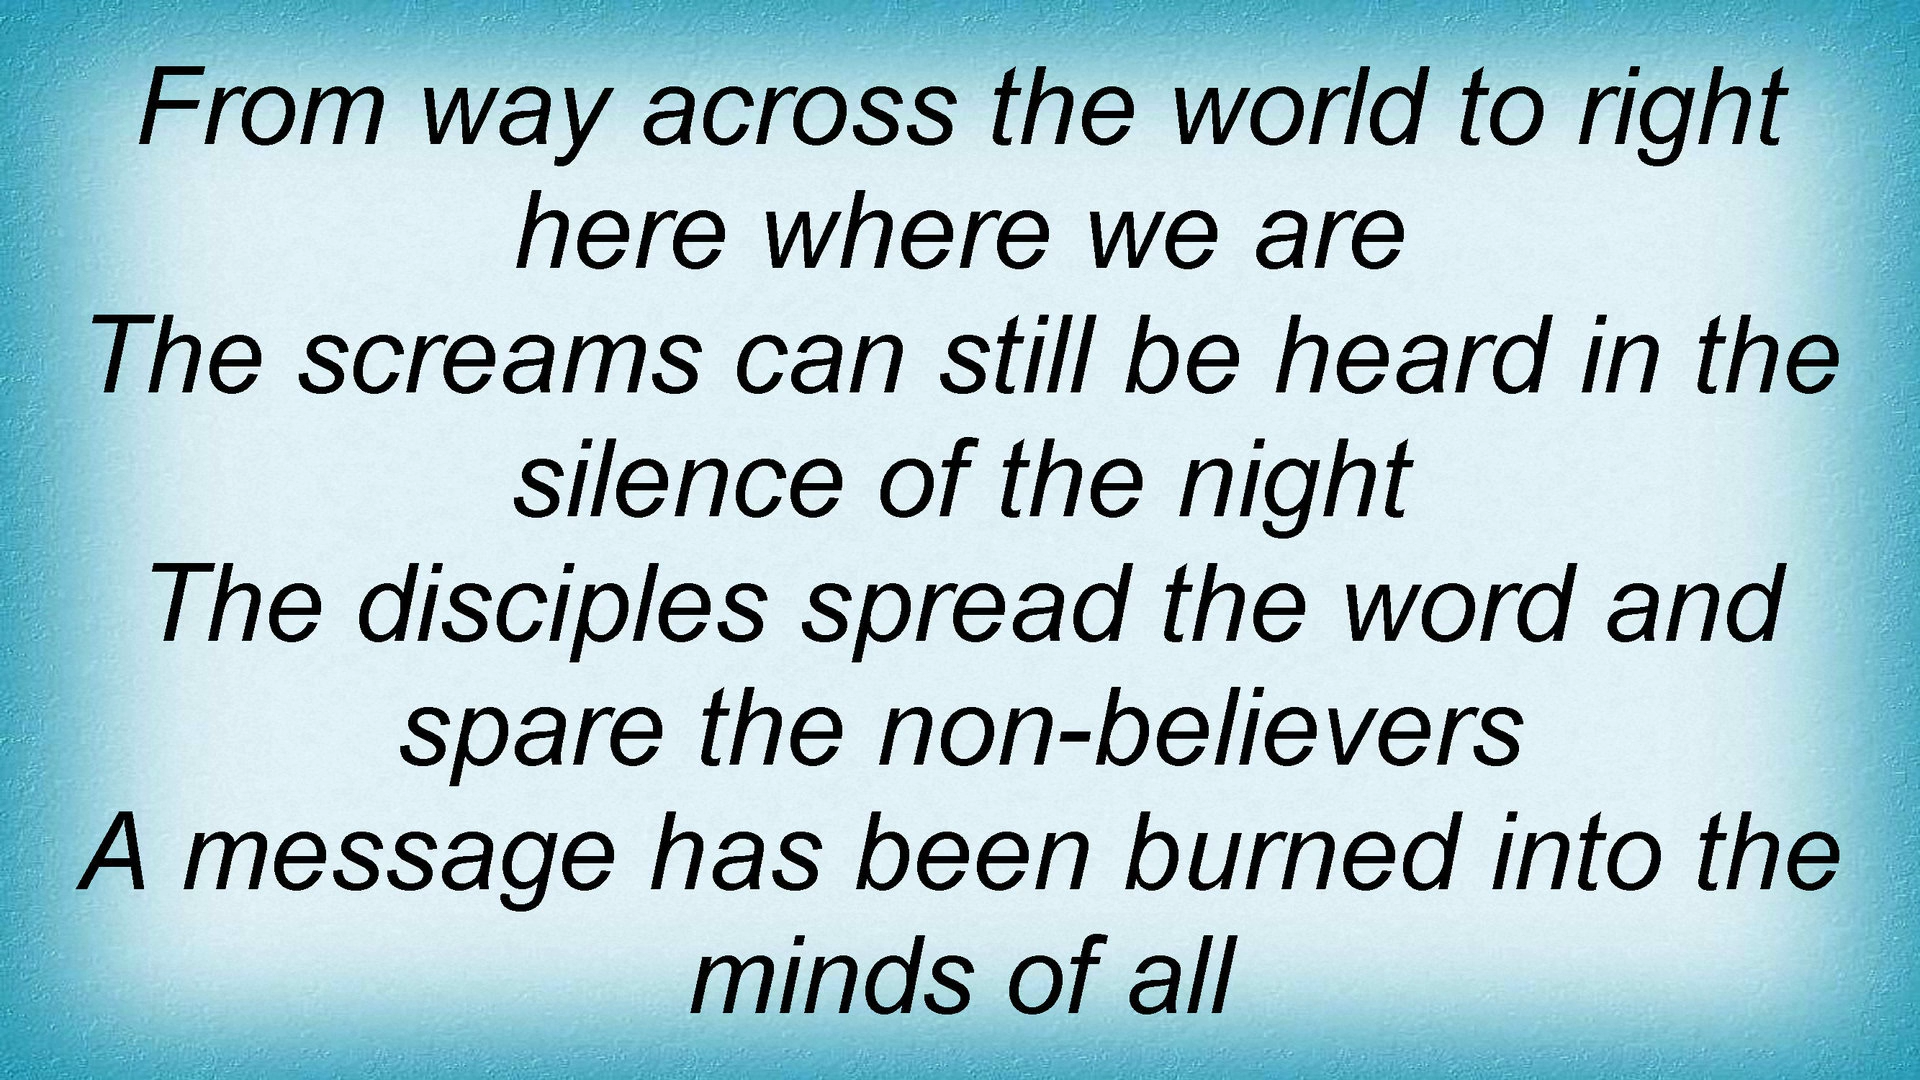 From way across the world to right
here where we are
The screams can still be heard in the
silence of the night
The disciples spread the word and
spare the non-believers
A message has been burned into the
minds of all